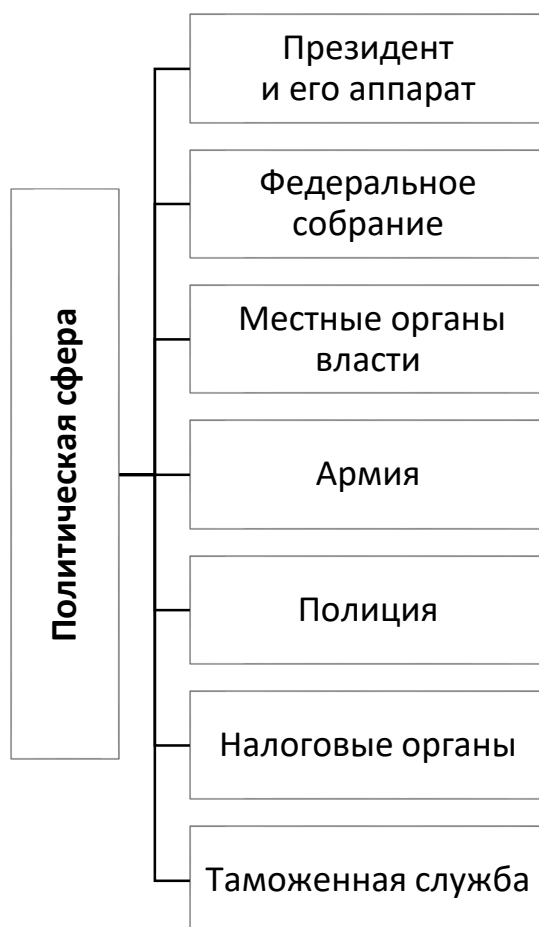 Политическая сфера
Президент
и его аппарат
Федеральное
собрание
Местные органы
власти
Армия
Полиция
Налоговые органы
Таможенная служба